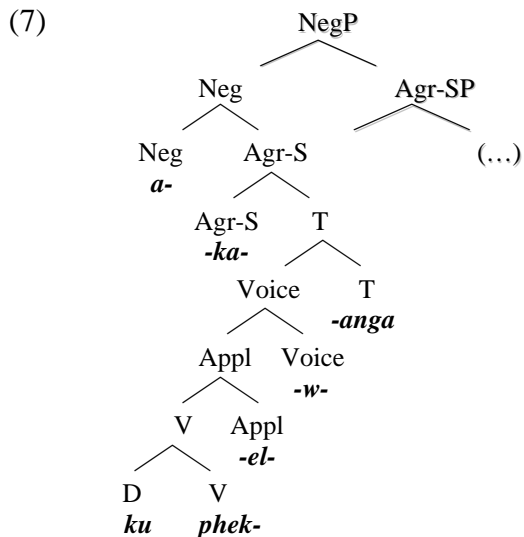 (7)
NegP
Neg Agr-SP
Neg Agr-S (…)
a-
Agr-S T
-ka-
Voice T
-anga
Appl Voice
-w-
V Appl
-el-
D V
ku phek-